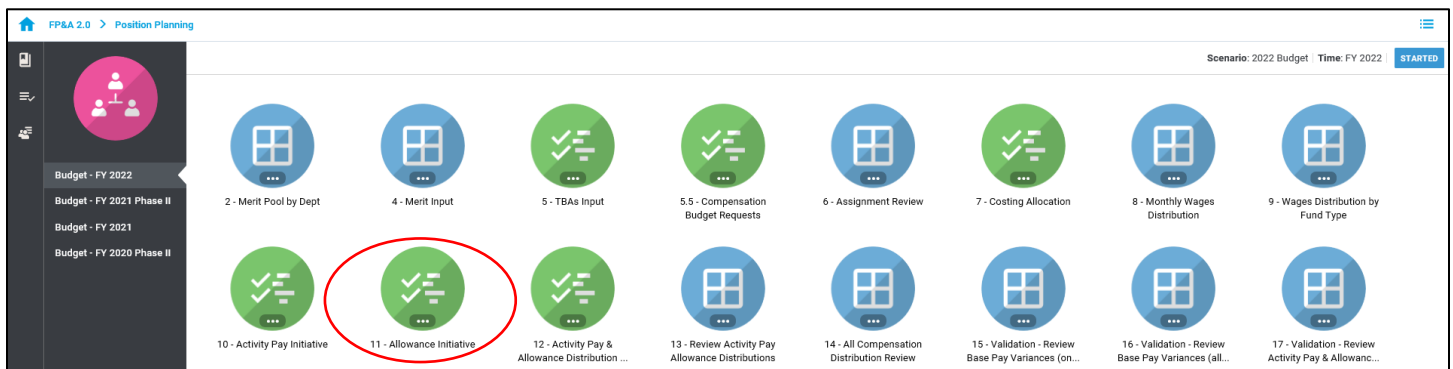 FP&A 2.0 > Position Planning
Scenario: 2022 Budget | Time: FY 2022 | STARTED
Budget - FY 2022
Budget - FY 2021 Phase II
Budget - FY 2021
Budget - FY 2020 Phase II
2 - Merit Pool by Dept
4 - Merit Input
5 - TBAs Input
5.5 - Compensation
Budget Requests
6 - Assignment Review
7 - Costing Allocation
8 - Monthly Wages
Distribution
9 - Wages Distribution by
Fund Type
10 - Activity Pay Initiative
11 - Allowance Initiative
12 - Activity Pay &
Allowance Distribution ...
13 - Review Activity Pay
Allowance Distributions
14 - All Compensation
Distribution Review
15 - Validation - Review
Base Pay Variances (on...
16 - Validation - Review
Base Pay Variances (all...
17 - Validation - Review
Activity Pay & Allowanc...